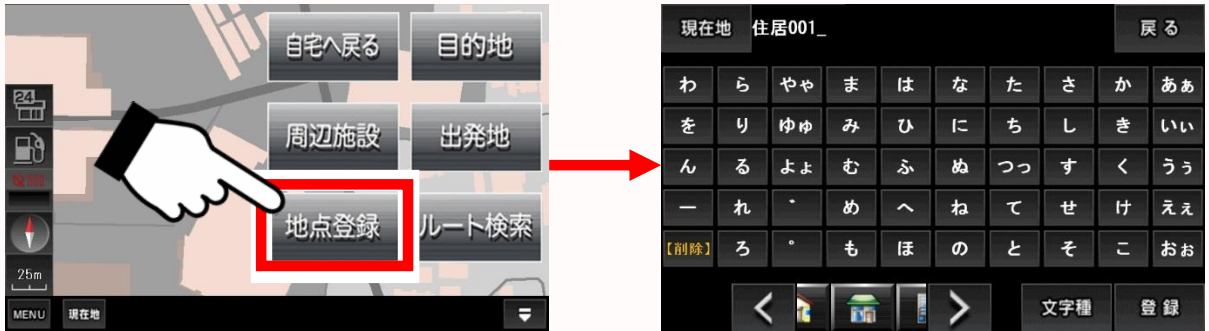 自宅へ戻る 目的地
24
周辺施設 出発地
地点登録 ルート検索
25m
MENU 現在地
現在地 住居001_ 戻る
わ ら やゃ ま は な た さ か あぁ
を り ゆゅ み ひ に ち し き いぃ
ん る よょ む ふ ぬ つっ す く うぅ
ー れ ゛ め へ ね て せ け えぇ
【削除】 ろ ゜ も ほ の と そ こ おぉ
< > 文字種 登録